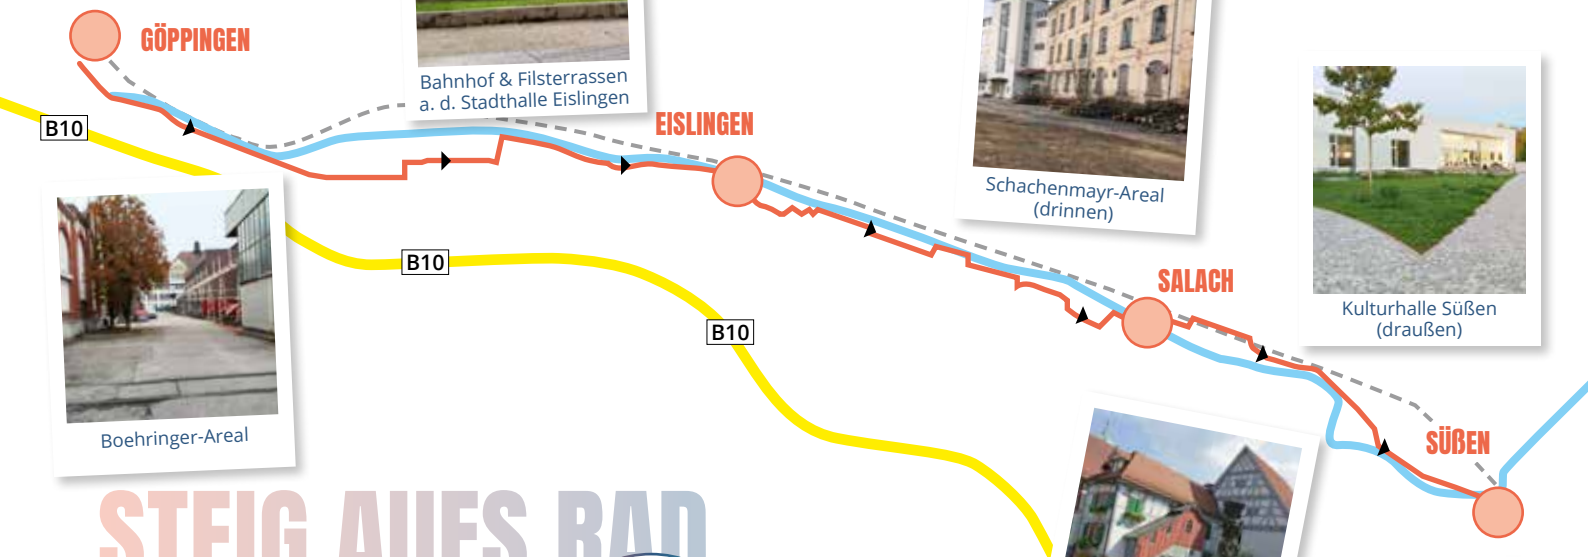 GÖPPINGEN
Bahnhof & Filsterrassen
a. d. Stadthalle Eislingen
EISLINGEN
B10
Schachenmayr-Areal
(drinnen)
B10
SALACH
Kulturhalle Süßen
(draußen)
B10
Boehringer-Areal
SÜßEN
STEIG AUFS RAD